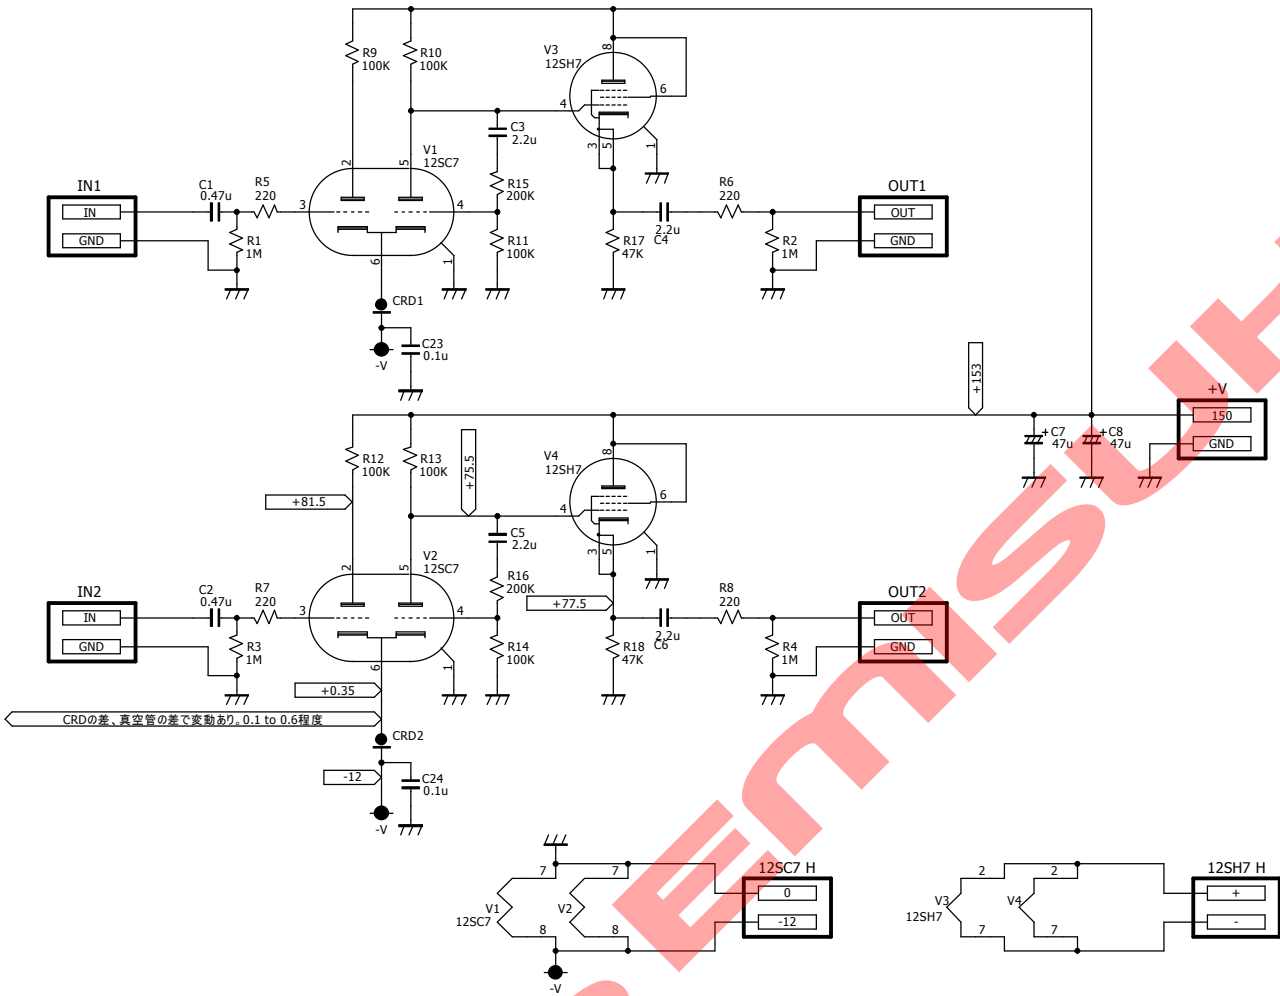 R9
100K
R10
100K
V3
12SH7
8
6
4
3
5
1
C3
2.2u
V1
12SC7
2
5
R15
200K
IN1
IN
GND
C1
0.47u
R5
220
3
4
R1
1M
R11
100K
6
1
R6
220
2.2u
C4
R17
47K
R2
1M
OUT1
OUT
GND
CRD1
C23
0.1u
-V
+153
+V
150
GND
+
C7
47u
+
C8
47u
R12
100K
R13
100K
+75.5
+81.5
V4
12SH7
8
6
4
3
5
1
C5
2.2u
V2
12SC7
2
5
R16
200K
+77.5
IN2
IN
GND
C2
0.47u
R7
220
3
4
R3
1M
R14
100K
6
1
R8
220
2.2u
C6
R18
47K
R4
1M
OUT2
OUT
GND
+0.35
CRDの差、真空管の差で変動あり。0.1 to 0.6程度
CRD2
-12
C24
0.1u
-V
7
7
V1
12SC7
V2
8
8
-V
12SC7 H
0
-12
2
2
V3
12SH7
V4
7
7
12SH7 H
+
-